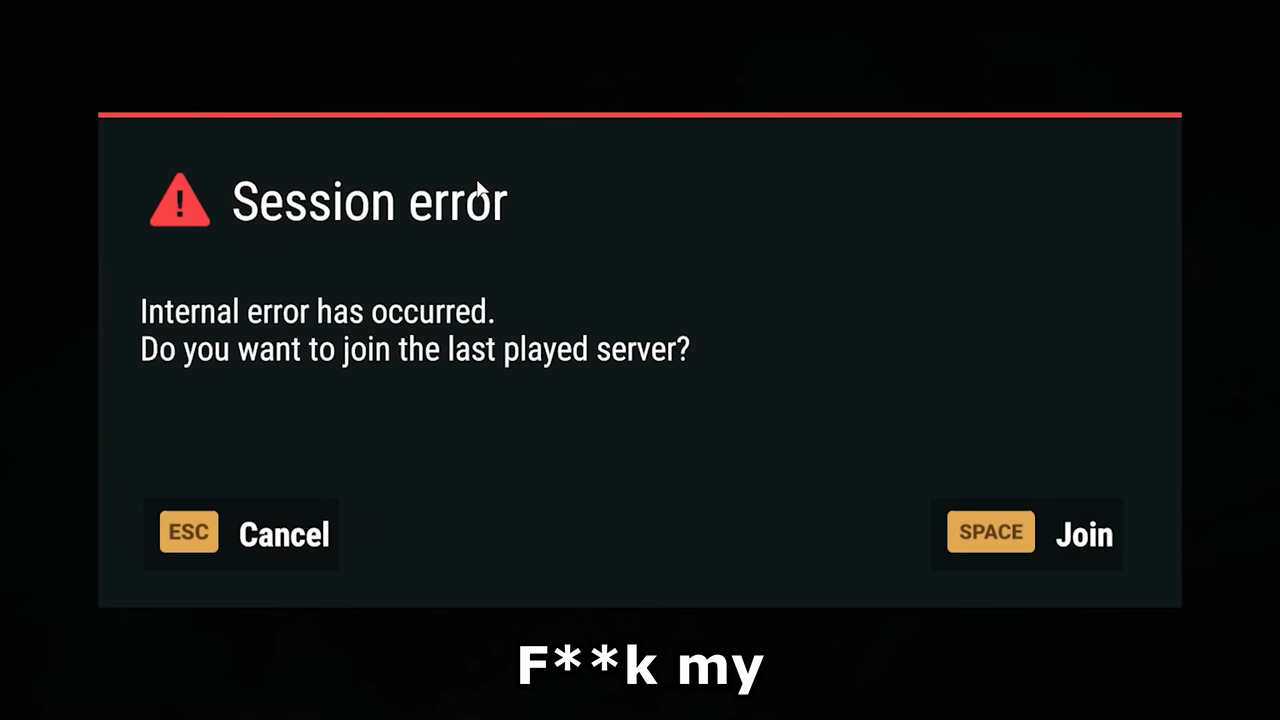 Session error
Internal error has occurred.
Do you want to join the last played server?
ESC Cancel
SPACE Join
F**k my